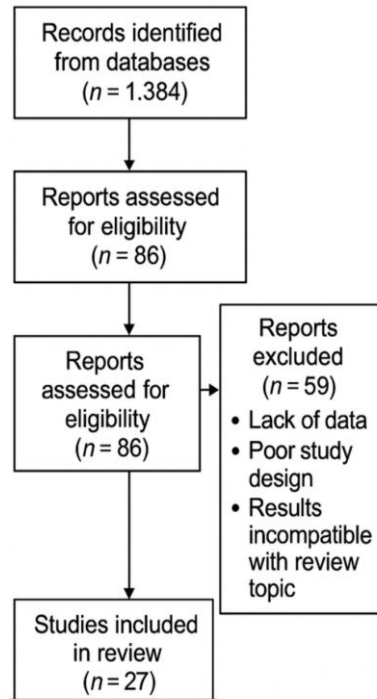 Records identified
from databases
(n = 1.384)
Reports assessed
for eligibility
(n = 86)
Reports
assessed for
eligibility
(n = 86)
Reports
excluded
(n = 59)
• Lack of data
• Poor study
design
• Results
incompatible
with review
topic
Studies included
in review
(n = 27)